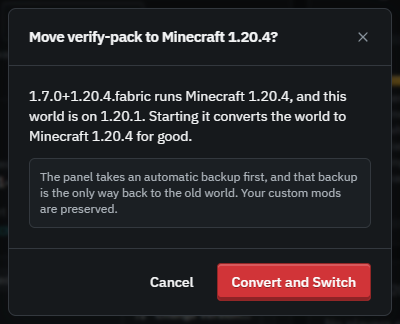 Move verify-pack to Minecraft 1.20.4?
1.7.0+1.20.4.fabric runs Minecraft 1.20.4, and this
world is on 1.20.1. Starting it converts the world to
Minecraft 1.20.4 for good.
The panel takes an automatic backup first, and that backup
is the only way back to the old world. Your custom mods
are preserved.
Cancel
Convert and Switch